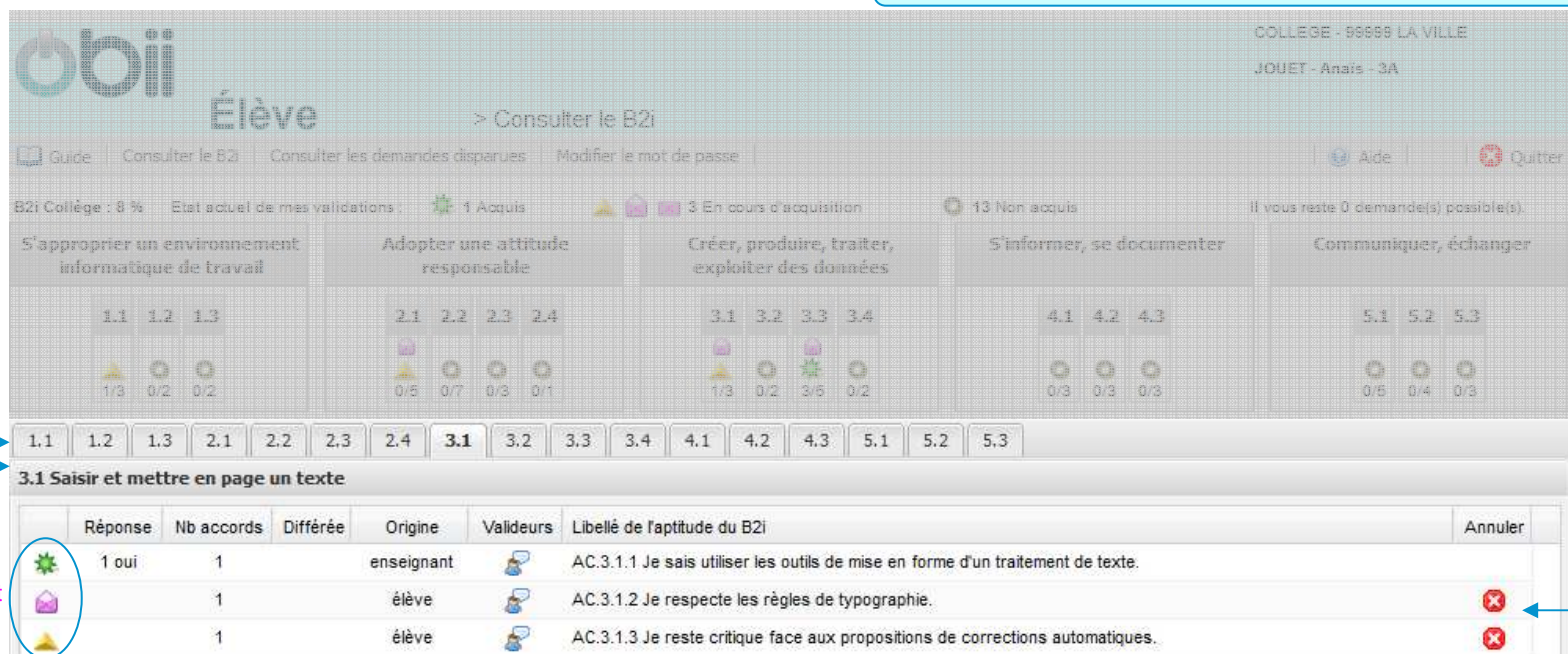 COLLEGE - 99999 LA VILLE
obii
JOUET - Anaïs - 3A
Élève > Consulter le B2i
Guide Consulter le B2i Consulter les demandes disparues Modifier le mot de passe Aide Quitter
B2i Collège : 8 % Etat actuel de mes validations : 1 Acquis 3 En cours d'acquisition 13 Non acquis Il vous reste 0 demande(s) possible(s).
S'approprier un environnement informatique de travail
Adopter une attitude responsable
Créer, produire, traiter, exploiter des données
S'informer, se documenter
Communiquer, échanger
1.1 1.2 1.3 2.1 2.2 2.3 2.4 3.1 3.2 3.3 3.4 4.1 4.2 4.3 5.1 5.2 5.3
1/3 0/2 0/2 0/5 0/7 0/3 0/1 1/3 0/2 3/5 0/2 0/3 0/3 0/3 0/5 0/4 0/3
1.1 1.2 1.3 2.1 2.2 2.3 2.4 3.1 3.2 3.3 3.4 4.1 4.2 4.3 5.1 5.2 5.3
3.1 Saisir et mettre en page un texte
Réponse Nb accords Différée Origine Valideurs Libellé de l'aptitude du B2i Annuler
1 oui 1 enseignant AC.3.1.1 Je sais utiliser les outils de mise en forme d'un traitement de texte.
1 élève AC.3.1.2 Je respecte les règles de typographie.
1 élève AC.3.1.3 Je reste critique face aux propositions de corrections automatiques.